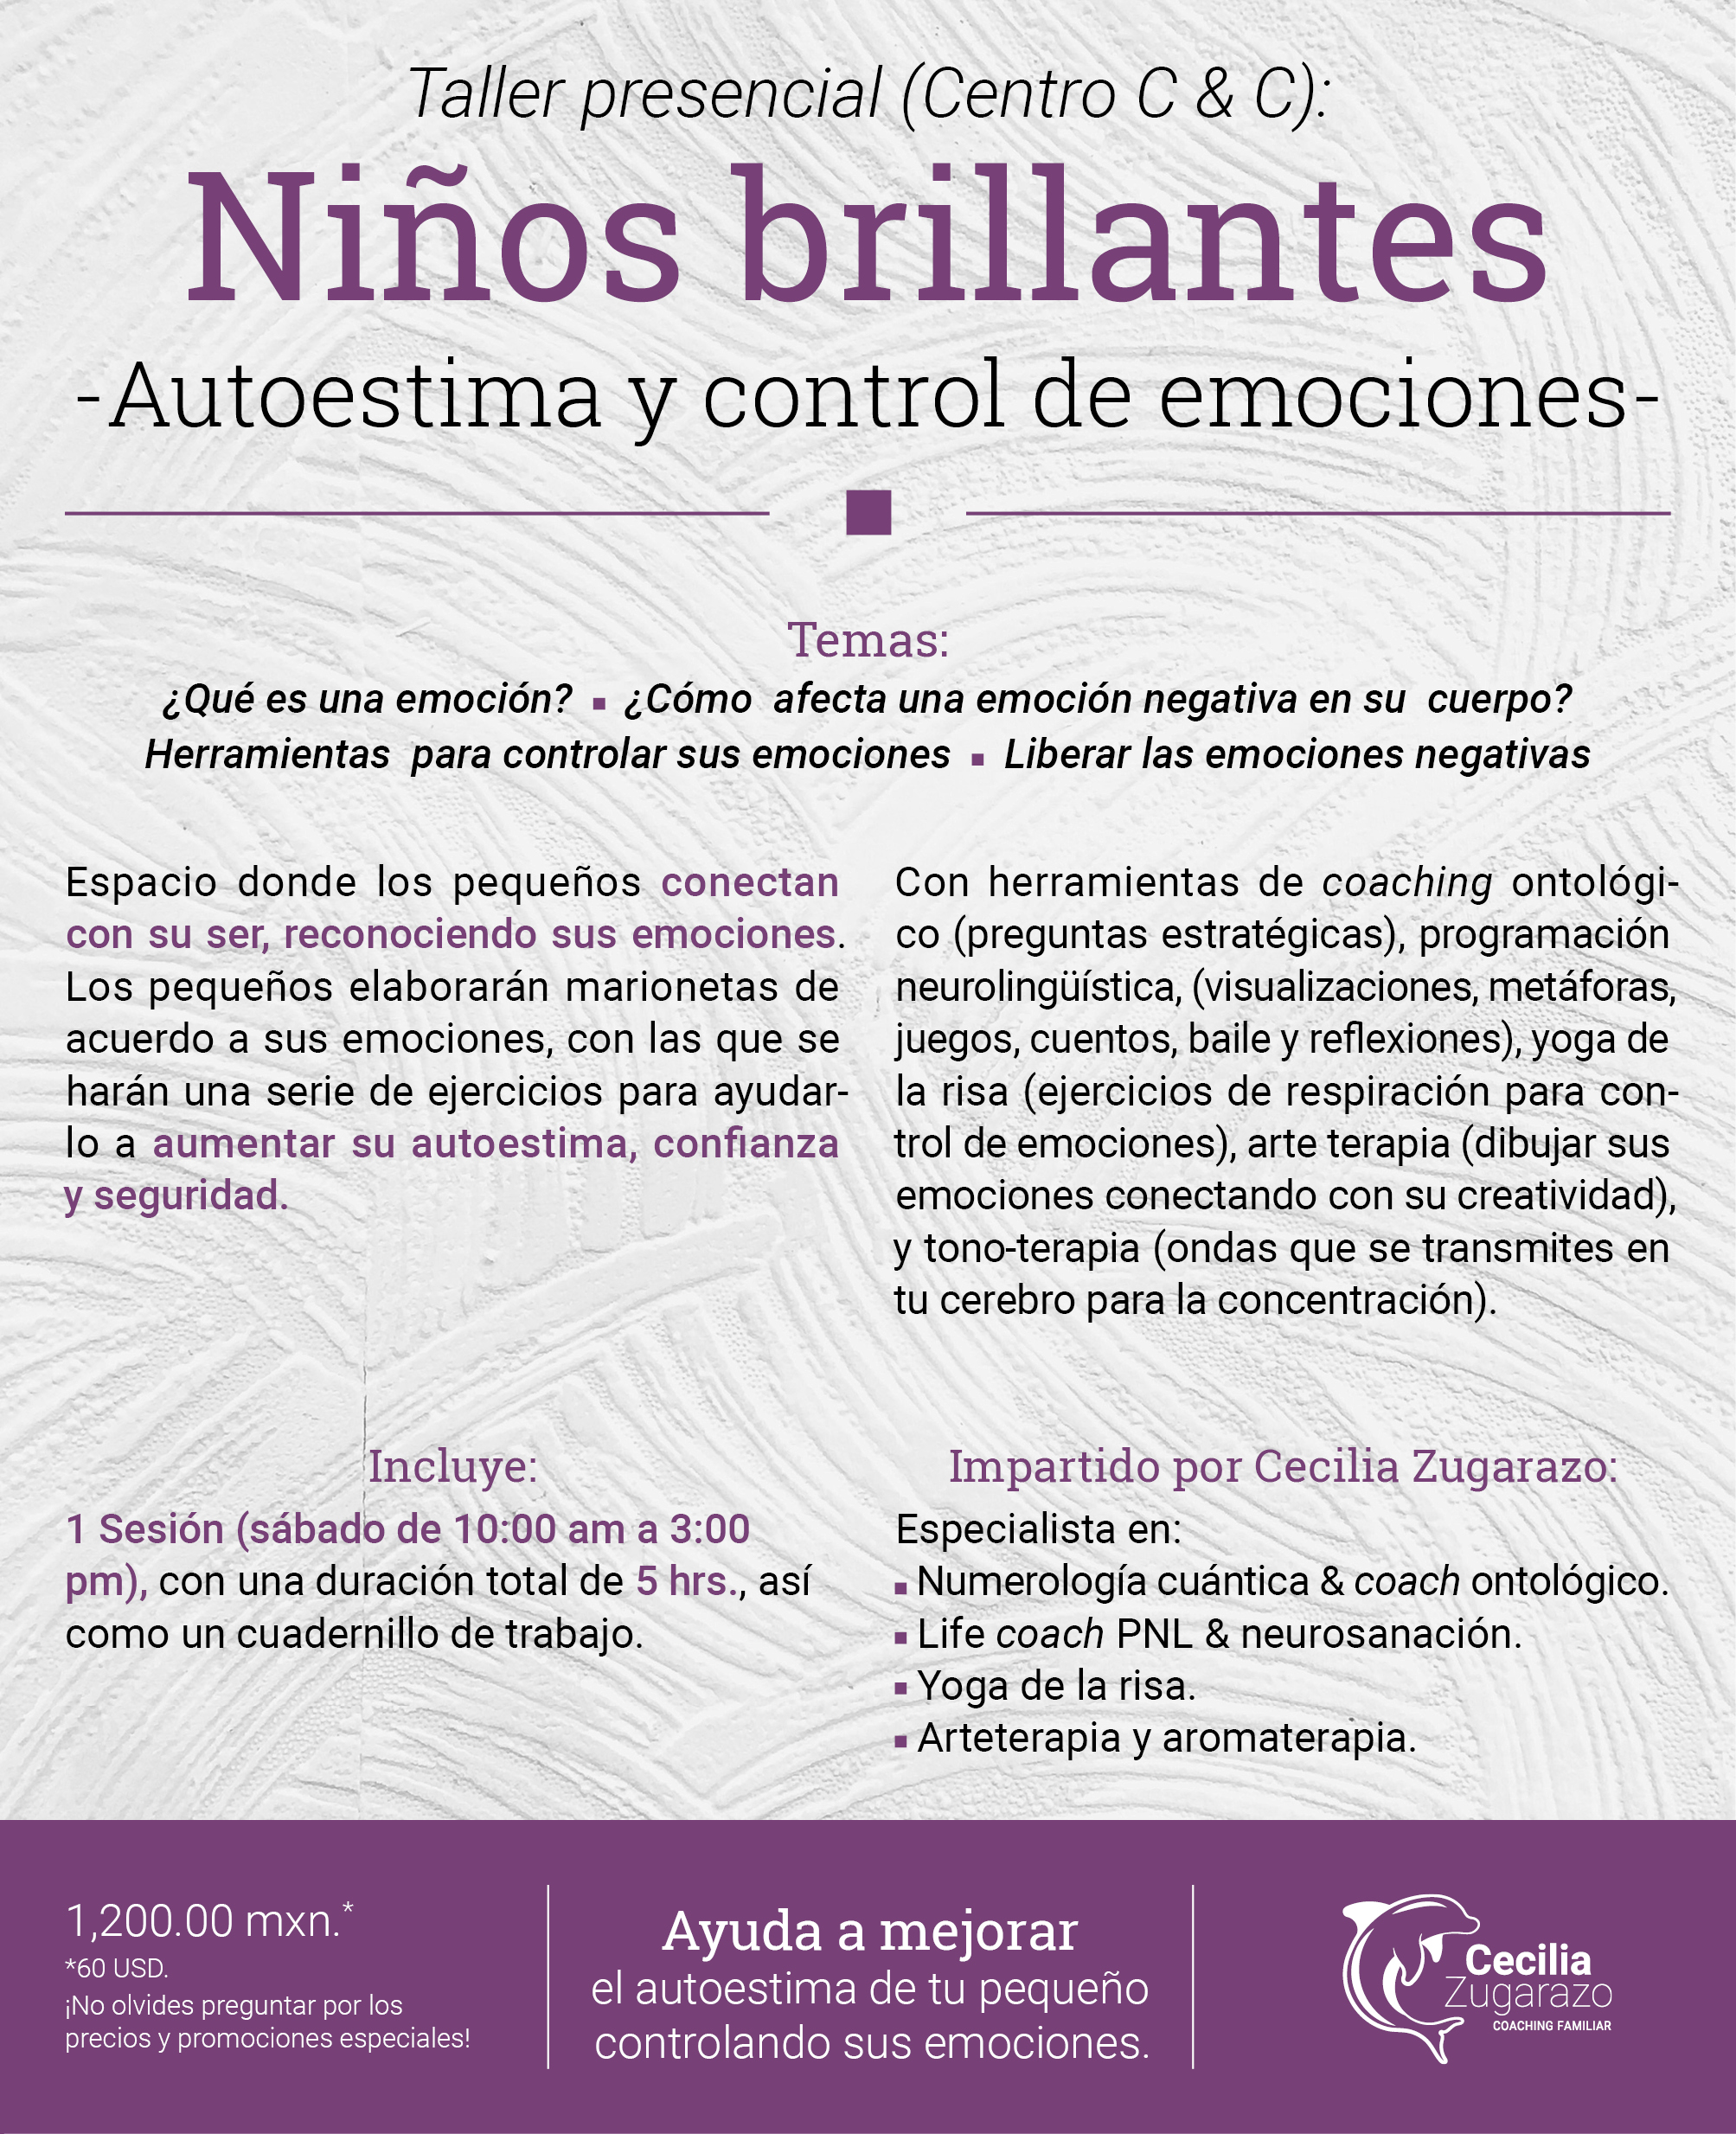 Taller presencial (Centro C & C):
Niños brillantes
-Autoestima y control de emociones-
Temas:
¿Qué es una emoción? ▪ ¿Cómo afecta una emoción negativa en su cuerpo?
Herramientas para controlar sus emociones ▪ Liberar las emociones negativas
Espacio donde los pequeños conectan
con su ser, reconociendo sus emociones.
Los pequeños elaborarán marionetas de
acuerdo a sus emociones, con las que se
harán una serie de ejercicios para ayudar-
lo a aumentar su autoestima, confianza
y seguridad.
Con herramientas de coaching ontológi-
co (preguntas estratégicas), programación
neurolingüística, (visualizaciones, metáforas,
juegos, cuentos, baile y reflexiones), yoga de
la risa (ejercicios de respiración para con-
trol de emociones), arte terapia (dibujar sus
emociones conectando con su creatividad),
y tono-terapia (ondas que se transmites en
tu cerebro para la concentración).
Incluye:
1 Sesión (sábado de 10:00 am a 3:00
pm), con una duración total de 5 hrs., así
como un cuadernillo de trabajo.
Impartido por Cecilia Zugarazo:
Especialista en:
▪ Numerología cuántica & coach ontológico.
▪ Life coach PNL & neurosanación.
▪ Yoga de la risa.
▪ Arteterapia y aromaterapia.
1,200.00 mxn.*
*60 USD.
¡No olvides preguntar por los
precios y promociones especiales!
Ayuda a mejorar
el autoestima de tu pequeño
controlando sus emociones.
Cecilia
Zugarazo
COACHING FAMILIAR